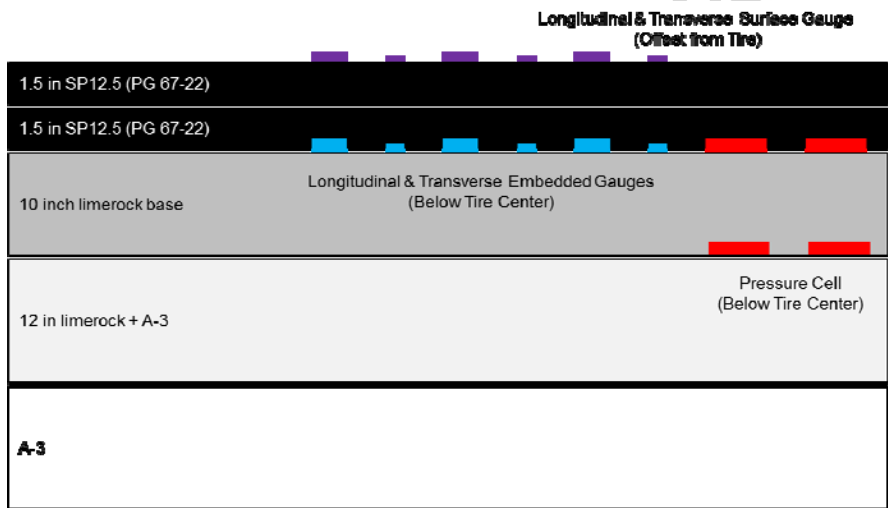 Longitudinal & Transverse Surface Gauge
(Offset from Tire)
1.5 in SP12.5 (PG 67-22)
1.5 in SP12.5 (PG 67-22)
Longitudinal & Transverse Embedded Gauges
(Below Tire Center)
10 inch limerock base
Pressure Cell
(Below Tire Center)
12 in limerock + A-3
A-3